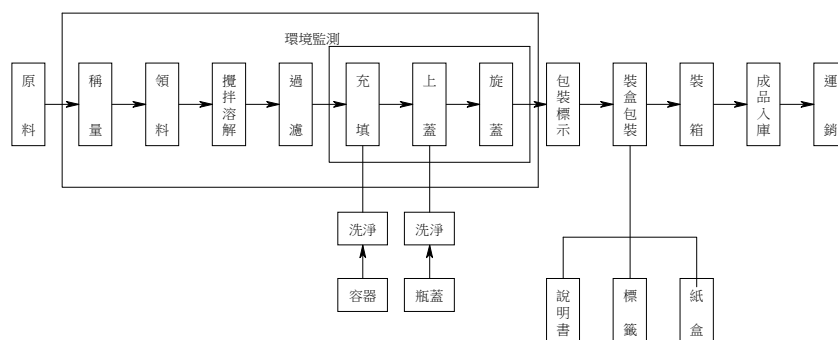 環境監測
原料
稱量
領料
攪拌溶解
過濾
充填
上蓋
旋蓋
包裝標示
裝盒包裝
裝箱
成品入庫
運銷
洗淨
洗淨
容器
瓶蓋
說明書
標籤
紙盒